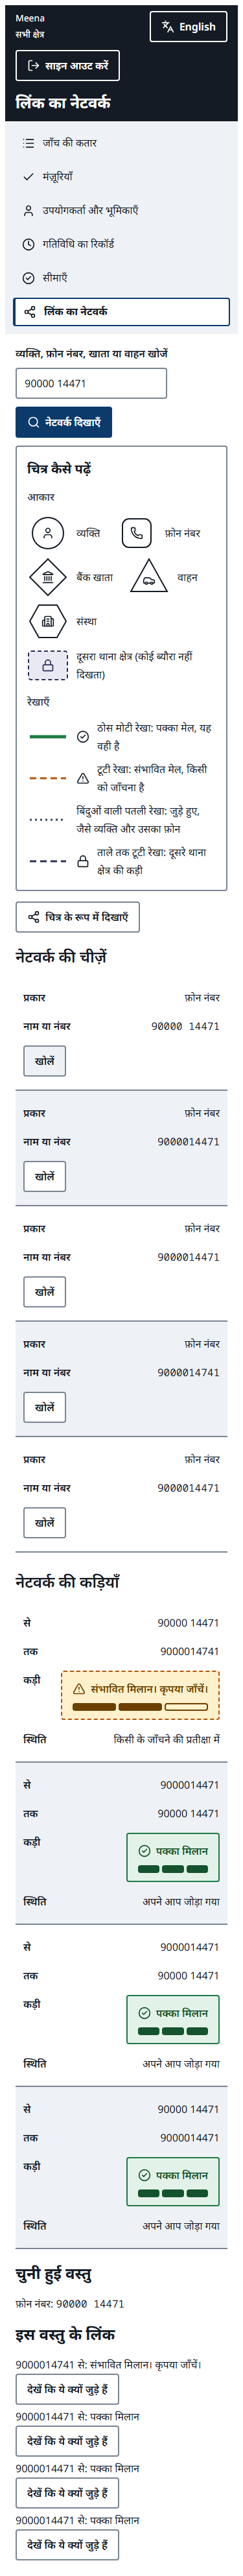 Meena
सभी क्षेत्र
English
साइन आउट करें
लिंक का नेटवर्क
जाँच की कतार
मंज़ूरियाँ
उपयोगकर्ता और भूमिकाएँ
गतिविधि का रिकॉर्ड
सीमाएँ
लिंक का नेटवर्क
व्यक्ति, फ़ोन नंबर, खाता या वाहन खोजें
90000 14471
नेटवर्क दिखाएँ
चित्र कैसे पढ़ें
आकार
व्यक्ति
फ़ोन नंबर
बैंक खाता
वाहन
संस्था
दूसरा थाना क्षेत्र (कोई ब्यौरा नहीं
दिखता)
रेखाएँ
ठोस मोटी रेखा: पक्का मेल, यह
वही है
टूटी रेखा: संभावित मेल, किसी
को जाँचना है
बिंदुओं वाली पतली रेखा: जुड़े हुए,
जैसे व्यक्ति और उसका फ़ोन
ताले तक टूटी रेखा: दूसरे थाना
क्षेत्र की कड़ी
चित्र के रूप में दिखाएँ
नेटवर्क की चीज़ें
प्रकार फ़ोन नंबर
नाम या नंबर 90000 14471
खोलें
प्रकार फ़ोन नंबर
नाम या नंबर 9000014471
खोलें
प्रकार फ़ोन नंबर
नाम या नंबर 9000014471
खोलें
प्रकार फ़ोन नंबर
नाम या नंबर 9000014741
खोलें
प्रकार फ़ोन नंबर
नाम या नंबर 9000014471
खोलें
नेटवर्क की कड़ियाँ
से 90000 14471
तक 9000014741
कड़ी संभावित मिलान। कृपया जाँचें।
स्थिति किसी के जाँचने की प्रतीक्षा में
से 9000014471
तक 90000 14471
कड़ी पक्का मिलान
स्थिति अपने आप जोड़ा गया
से 9000014471
तक 90000 14471
कड़ी पक्का मिलान
स्थिति अपने आप जोड़ा गया
से 90000 14471
तक 9000014471
कड़ी पक्का मिलान
स्थिति अपने आप जोड़ा गया
चुनी हुई वस्तु
फ़ोन नंबर: 90000 14471
इस वस्तु के लिंक
9000014741 से: संभावित मिलान। कृपया जाँचें।
देखें कि ये क्यों जुड़े हैं
9000014471 से: पक्का मिलान
देखें कि ये क्यों जुड़े हैं
9000014471 से: पक्का मिलान
देखें कि ये क्यों जुड़े हैं
9000014471 से: पक्का मिलान
देखें कि ये क्यों जुड़े हैं